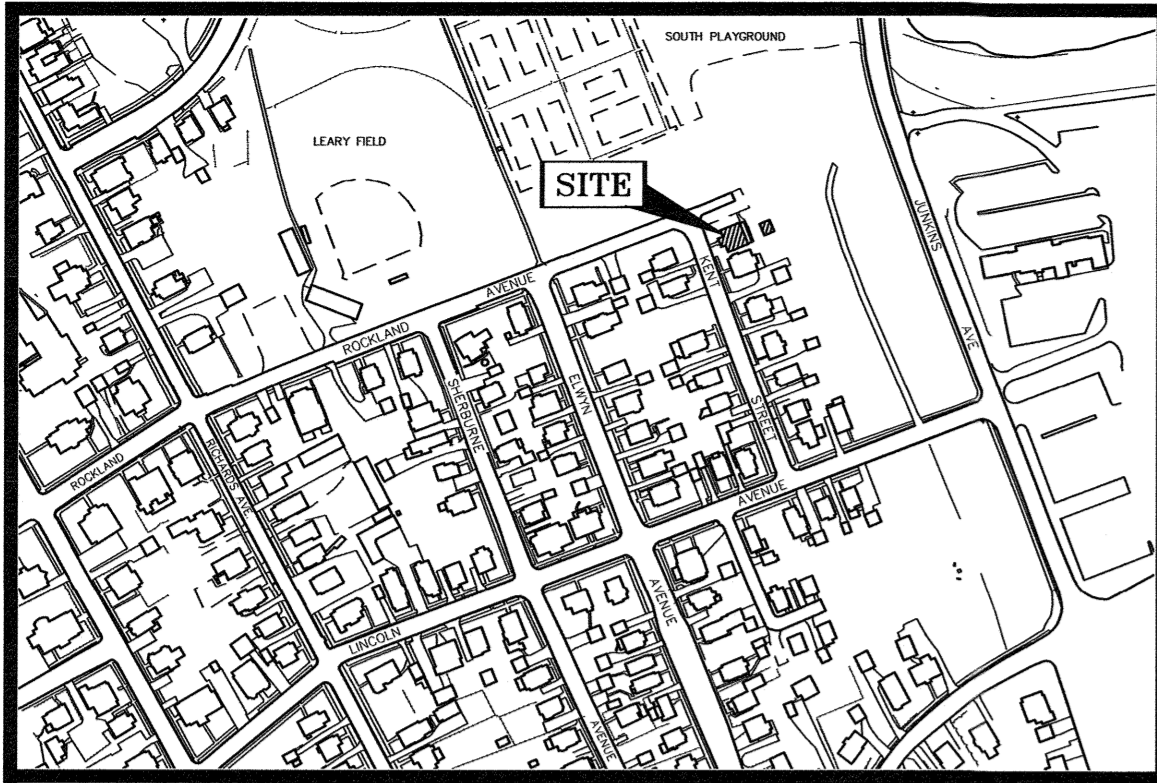 SOUTH PLAYGROUND
LEARY FIELD
SITE
JUNKINS
AVE
KENT
STREET
AVENUE
ROCKLAND
SHERBURNE
ELWYN
ROCKLAND
RICHARDS AVE.
AVENUE
LINCOLN
AVENUE
AVENUE